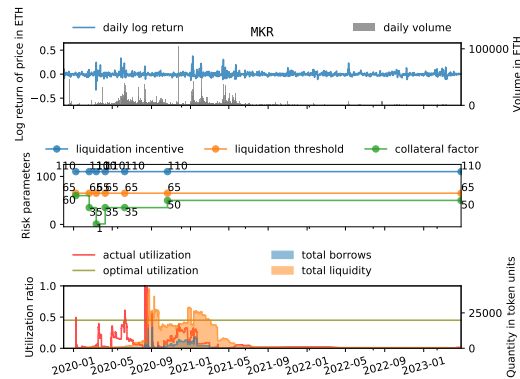 daily log return
daily volume
MKR
Log return of price in ETH
0.5
0.0
−0.5
100000
0
Volume in ETH
liquidation incentive
liquidation threshold
collateral factor
Risk parameters
100
0
110
110
110
110
65
65
65
65
60
35
1
35
35
50
50
actual utilization
optimal utilization
total borrows
total liquidity
Utilization ratio
1.0
0.5
0.0
25000
0
Quantity in token units
2020-01
2020-05
2020-09
2021-01
2021-05
2021-09
2022-01
2022-05
2022-09
2023-01